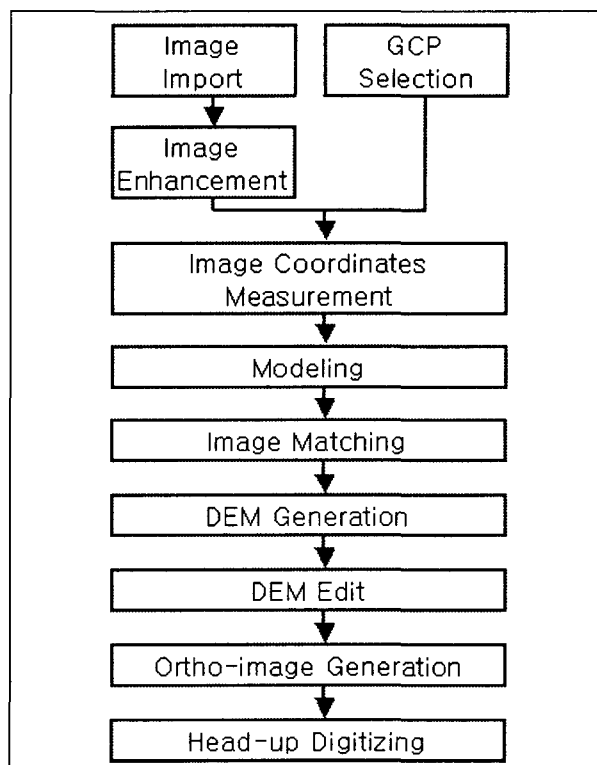 Image
Import
GCP
Selection
Image
Enhancement
Image Coordinates
Measurement
Modeling
Image Matching
DEM Generation
DEM Edit
Ortho-image Generation
Head-up Digitizing